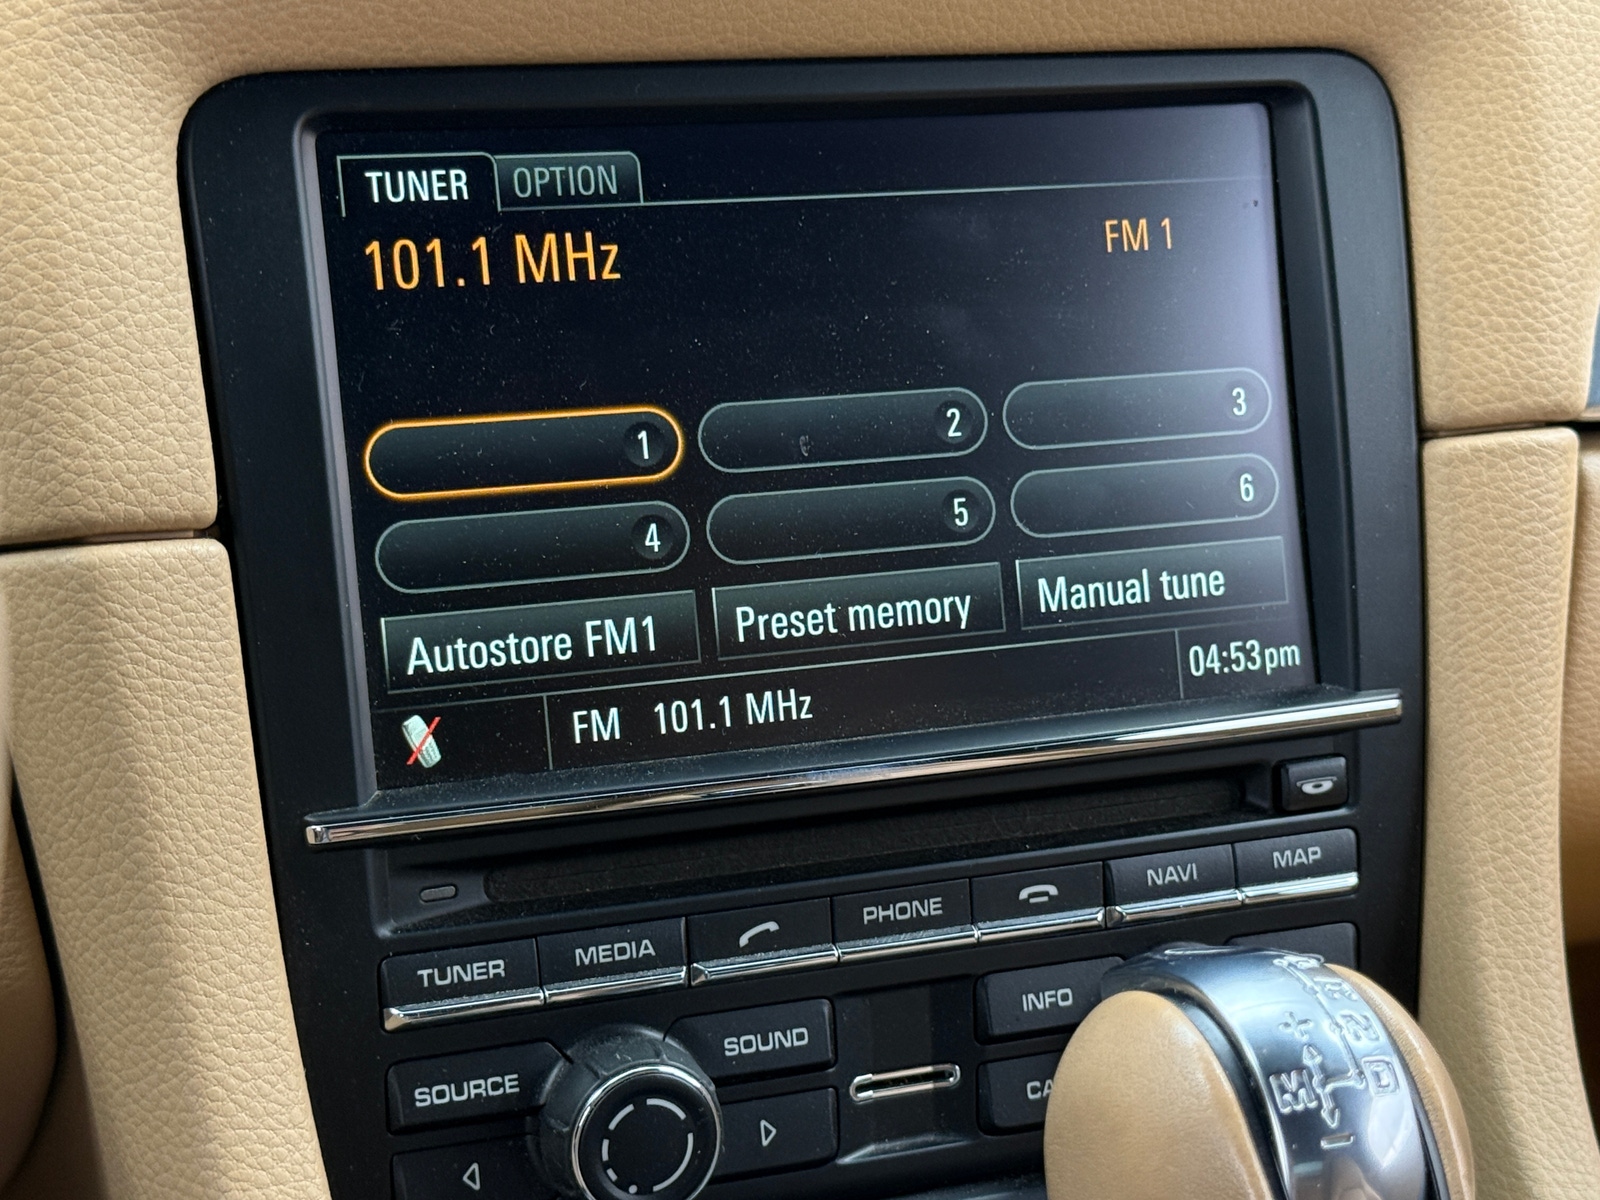 TUNER OPTION
101.1 MHz FM 1
1 2 3
4 5 6
Autostore FM1 Preset memory Manual tune
FM 101.1 MHz 04:53pm
TUNER MEDIA PHONE NAVI MAP
SOURCE SOUND INFO
+
M D
−